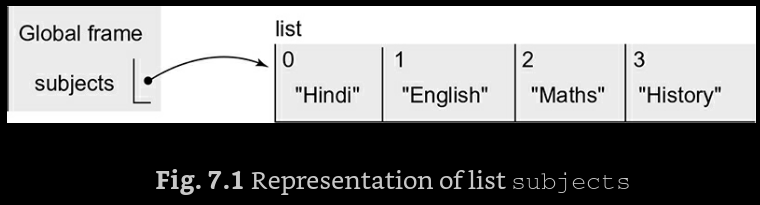 Global frame
subjects
list
0 1 2 3
"Hindi" "English" "Maths" "History"
Fig. 7.1 Representation of list subjects